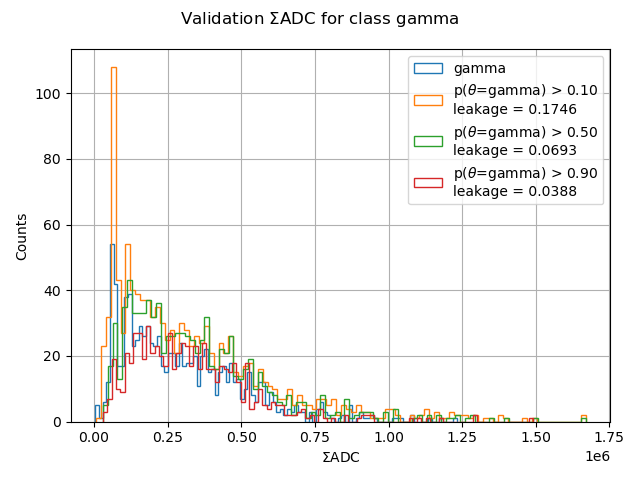 Validation ΣADC for class gamma
gamma
p(θ=gamma) > 0.10
leakage = 0.1746
p(θ=gamma) > 0.50
leakage = 0.0693
p(θ=gamma) > 0.90
leakage = 0.0388
Counts
100
80
60
40
20
0
0.00 0.25 0.50 0.75 1.00 1.25 1.50 1.75
ΣADC
1e6